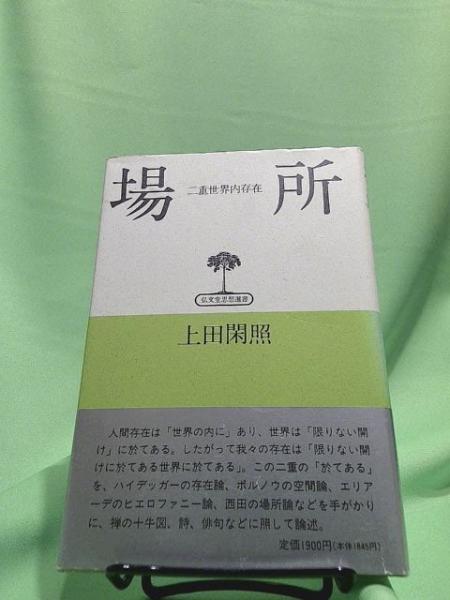 場所
二重世界内存在
弘文堂思想選書
上田閑照
人間存在は「世界の内に」あり、世界は「限りない開
け」に於てある。したがって我々の存在は「限りない開
けに於てある世界に於てある」。この二重の「於てある」
を、ハイデッガーの存在論、ボルノウの空間論、エリア
ーデのヒエロファニー論、西田の場所論などを手がかり
に、禅の十牛図、詩、俳句などに照して論述。
定価1900円(本体1845円)